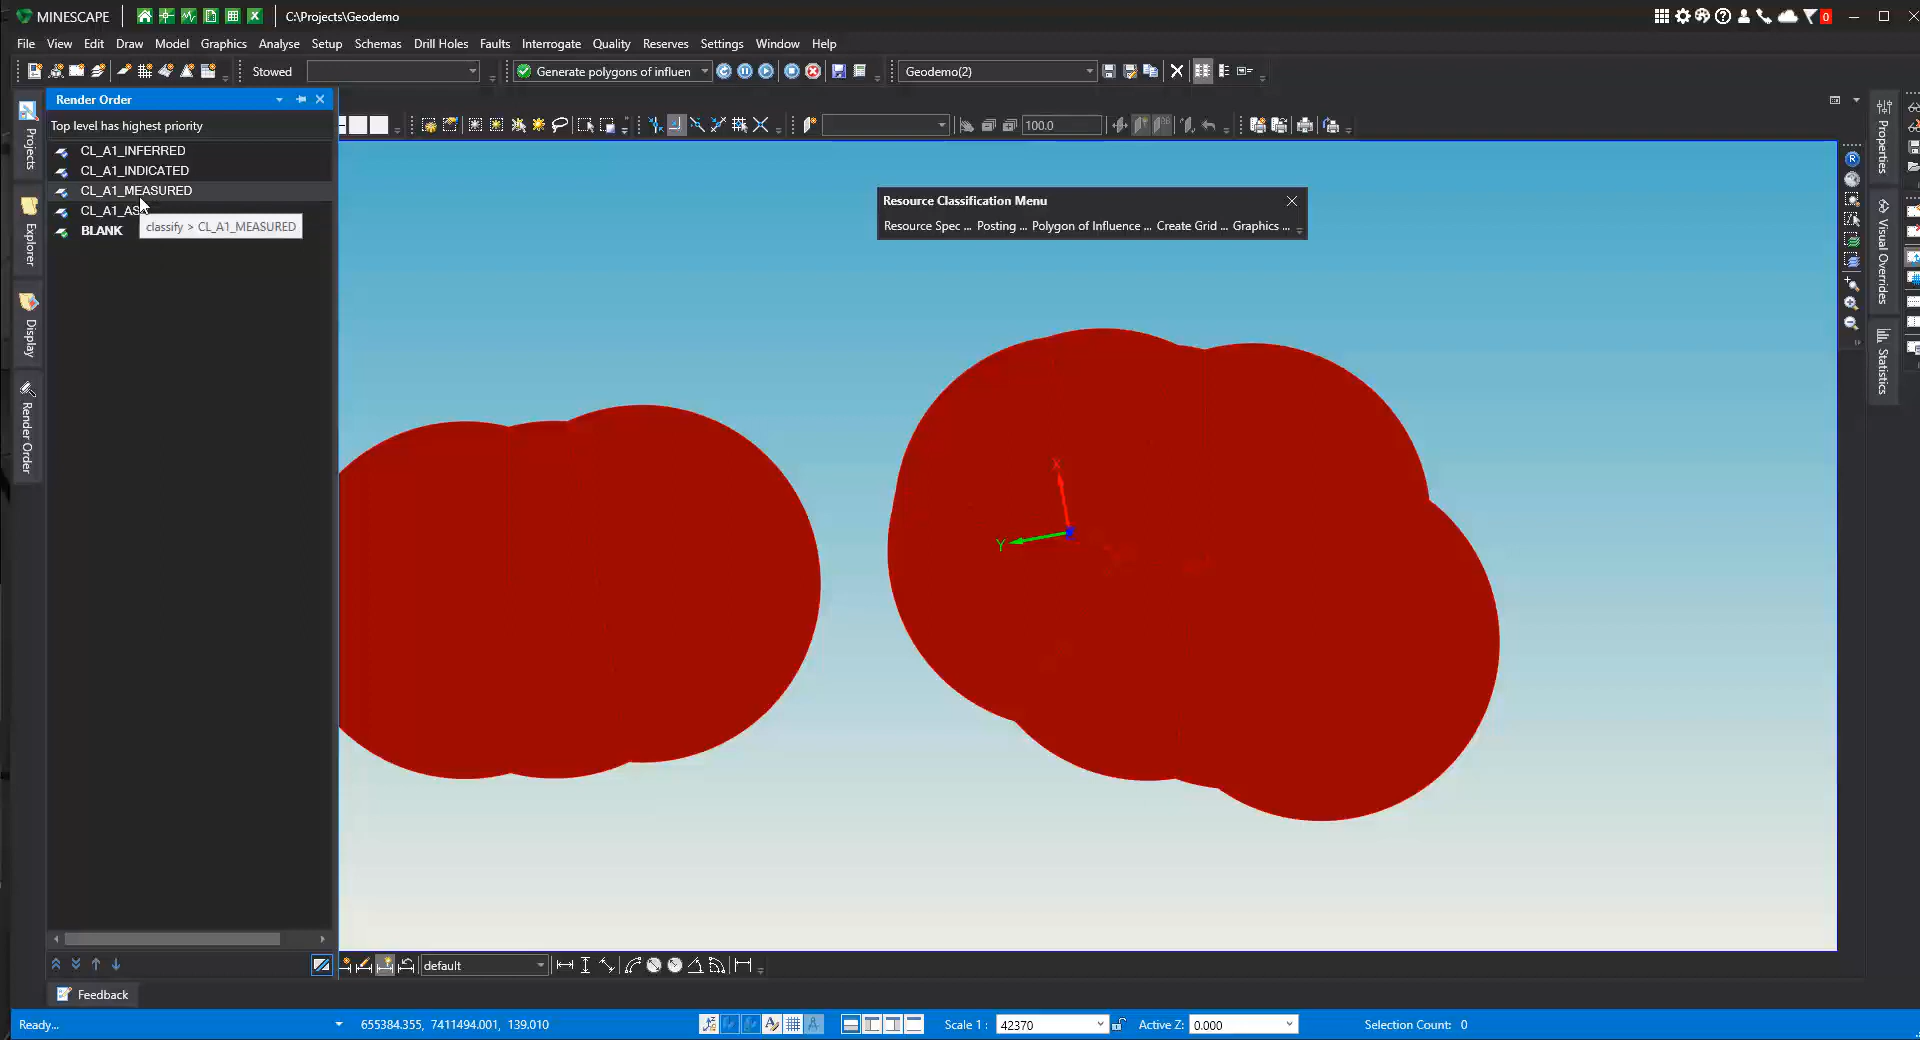 MINESCAPE C:\Projects\Geodemo 0
File View Edit Draw Model Graphics Analyse Setup Schemas Drill Holes Faults Interrogate Quality Reserves Settings Window Help
Stowed Generate polygons of influen Geodemo(2)
Render Order
100.0
Top level has highest priority
CL_A1_INFERRED
CL_A1_INDICATED
CL_A1_MEASURED
CL_A1_AS
classify > CL_A1_MEASURED
BLANK
Projects
Explorer
Display
Render Order
Resource Classification Menu
Resource Spec ... Posting ... Polygon of Influence ... Create Grid ... Graphics ...
X
Y
R
Properties
Visual Overrides
Statistics
default
Feedback
Ready... 655384.355, 7411494.001, 139.010 Scale 1 : 42370 Active Z: 0.000 Selection Count: 0